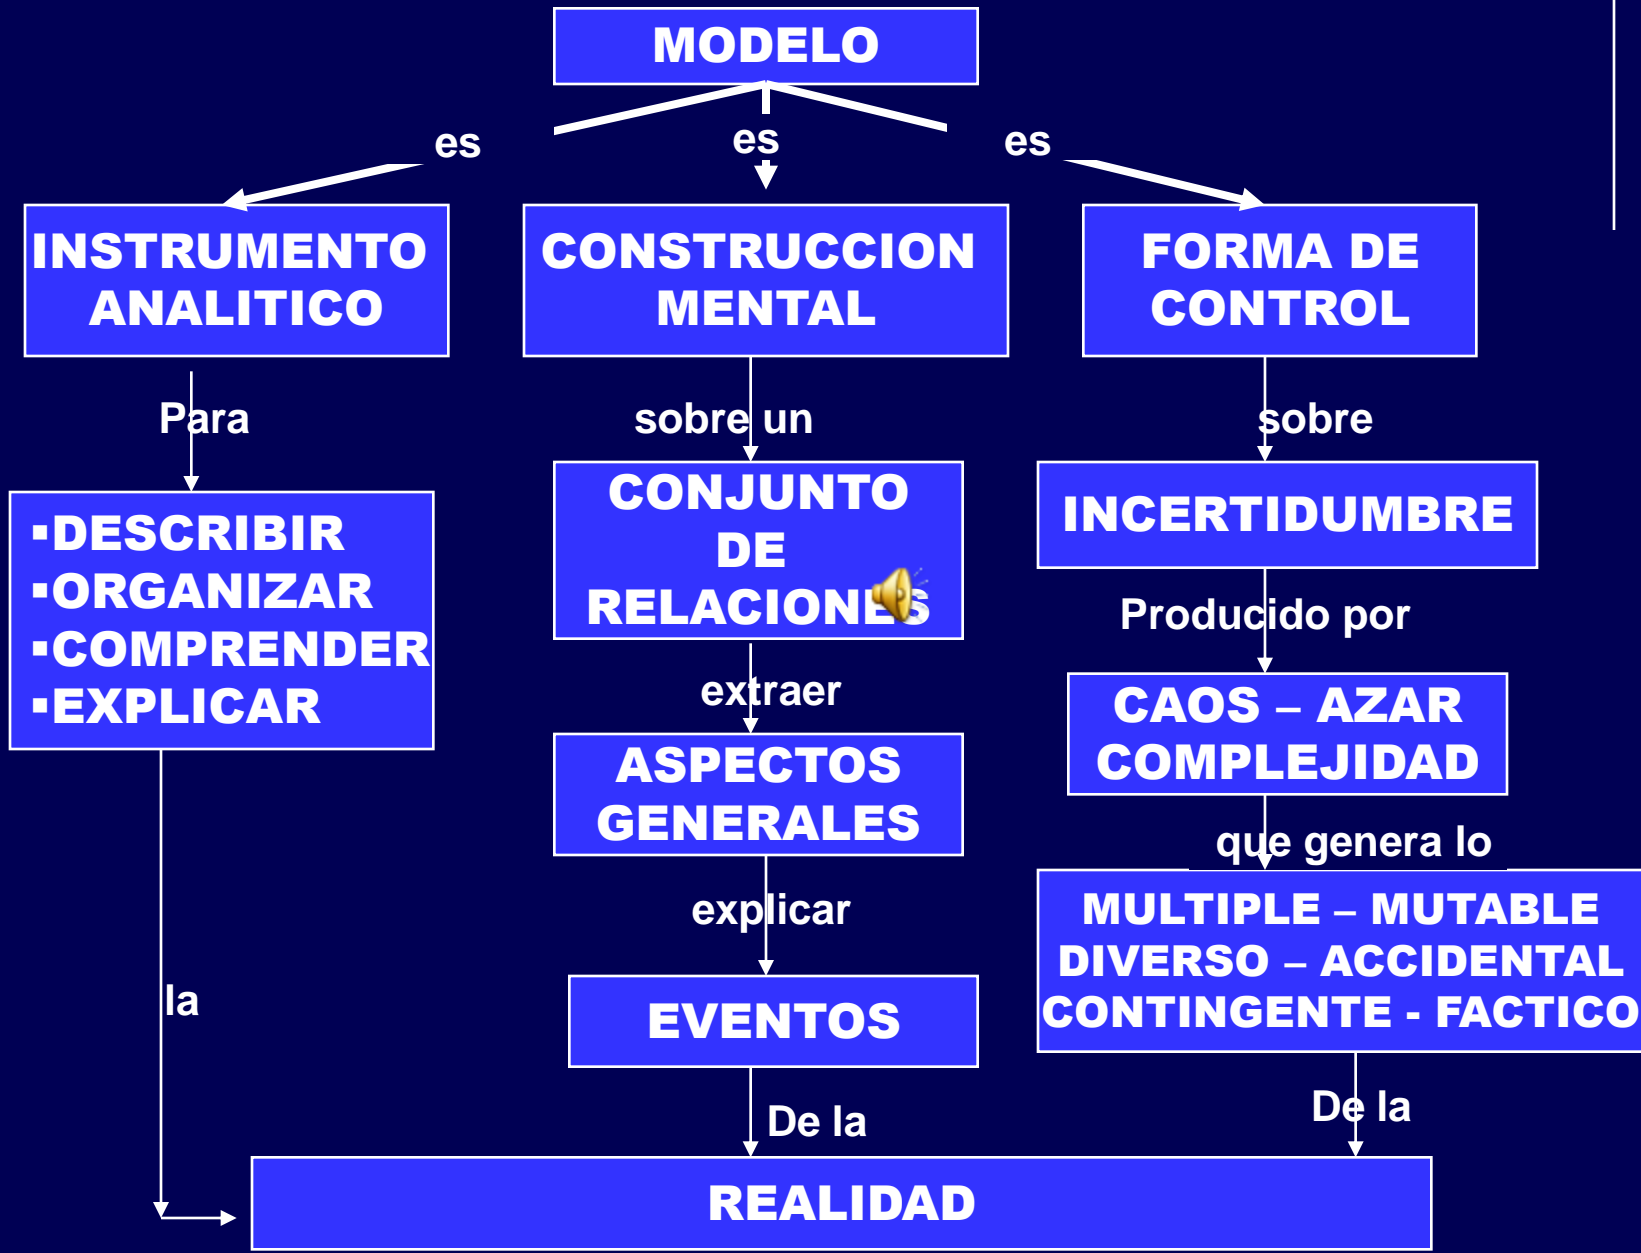 MODELO
es
es
es
INSTRUMENTO
ANALITICO
CONSTRUCCION
MENTAL
FORMA DE
CONTROL
Para
sobre un
sobre
▪DESCRIBIR
▪ORGANIZAR
▪COMPRENDER
▪EXPLICAR
CONJUNTO
DE
RELACIONES
INCERTIDUMBRE
Producido por
extraer
CAOS – AZAR
COMPLEJIDAD
ASPECTOS
GENERALES
que genera lo
explicar
MULTIPLE – MUTABLE
DIVERSO – ACCIDENTAL
CONTINGENTE - FACTICO
la
EVENTOS
De la
De la
REALIDAD